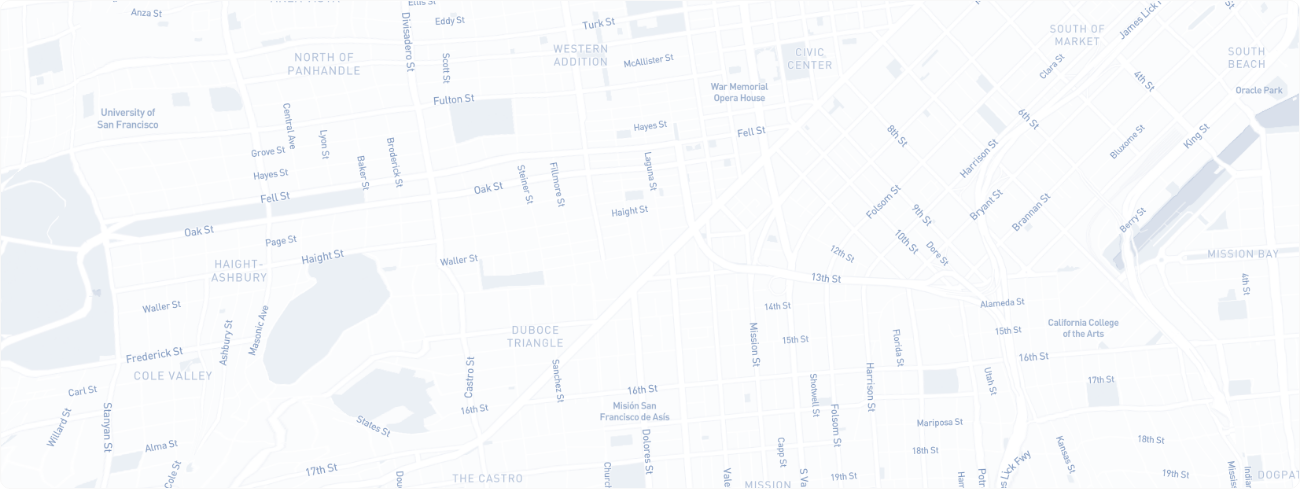 Anza St
Ellis St
Eddy St
Turk St
Divisadero St
Scott St
McAllister St
NORTH OF
PANHANDLE
WESTERN
ADDITION
CIVIC
CENTER
SOUTH OF
MARKET
James Lick
SOUTH
BEACH
Clara St
4th St
Oracle Park
War Memorial
Opera House
Fulton St
University of
San Francisco
Central Ave
Lyon St
Baker St
Broderick St
Grove St
Hayes St
Hayes St
Fell St
Fell St
Laguna St
Oak St
Oak St
Steiner St
Fillmore St
Haight St
8th St
6th St
Harrison St
Bluxome St
King St
Folsom St
9th St
Bryant St
Brannan St
Berry St
10th St
Dore St
12th St
13th St
MISSION BAY
4th St
Page St
Haight St
HAIGHT-
ASHBURY
Waller St
Waller St
Masonic Ave
Ashbury St
Frederick St
COLE VALLEY
DUBOCE
TRIANGLE
14th St
15th St
Mission St
Alameda St
15th St
California College
of the Arts
16th St
17th St
Florida St
Harrison St
Utah St
Castro St
Sanchez St
16th St
16th St
Misión San
Francisco de Asís
Shotwell St
Folsom St
Carl St
Willard St
Stanyan St
Alma St
Cole St
States St
17th St
THE CASTRO
Dolores St
Church
Capp St
MISSION
19th St
Mariposa St
18th St
Kansas St
18th St
19th St